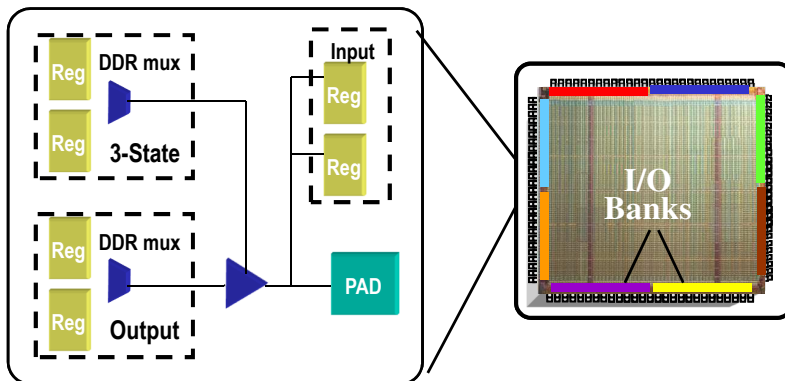 Reg
DDR mux
Reg
3-State
Input
Reg
Reg
Reg
DDR mux
Reg
Output
PAD
I/O
Banks